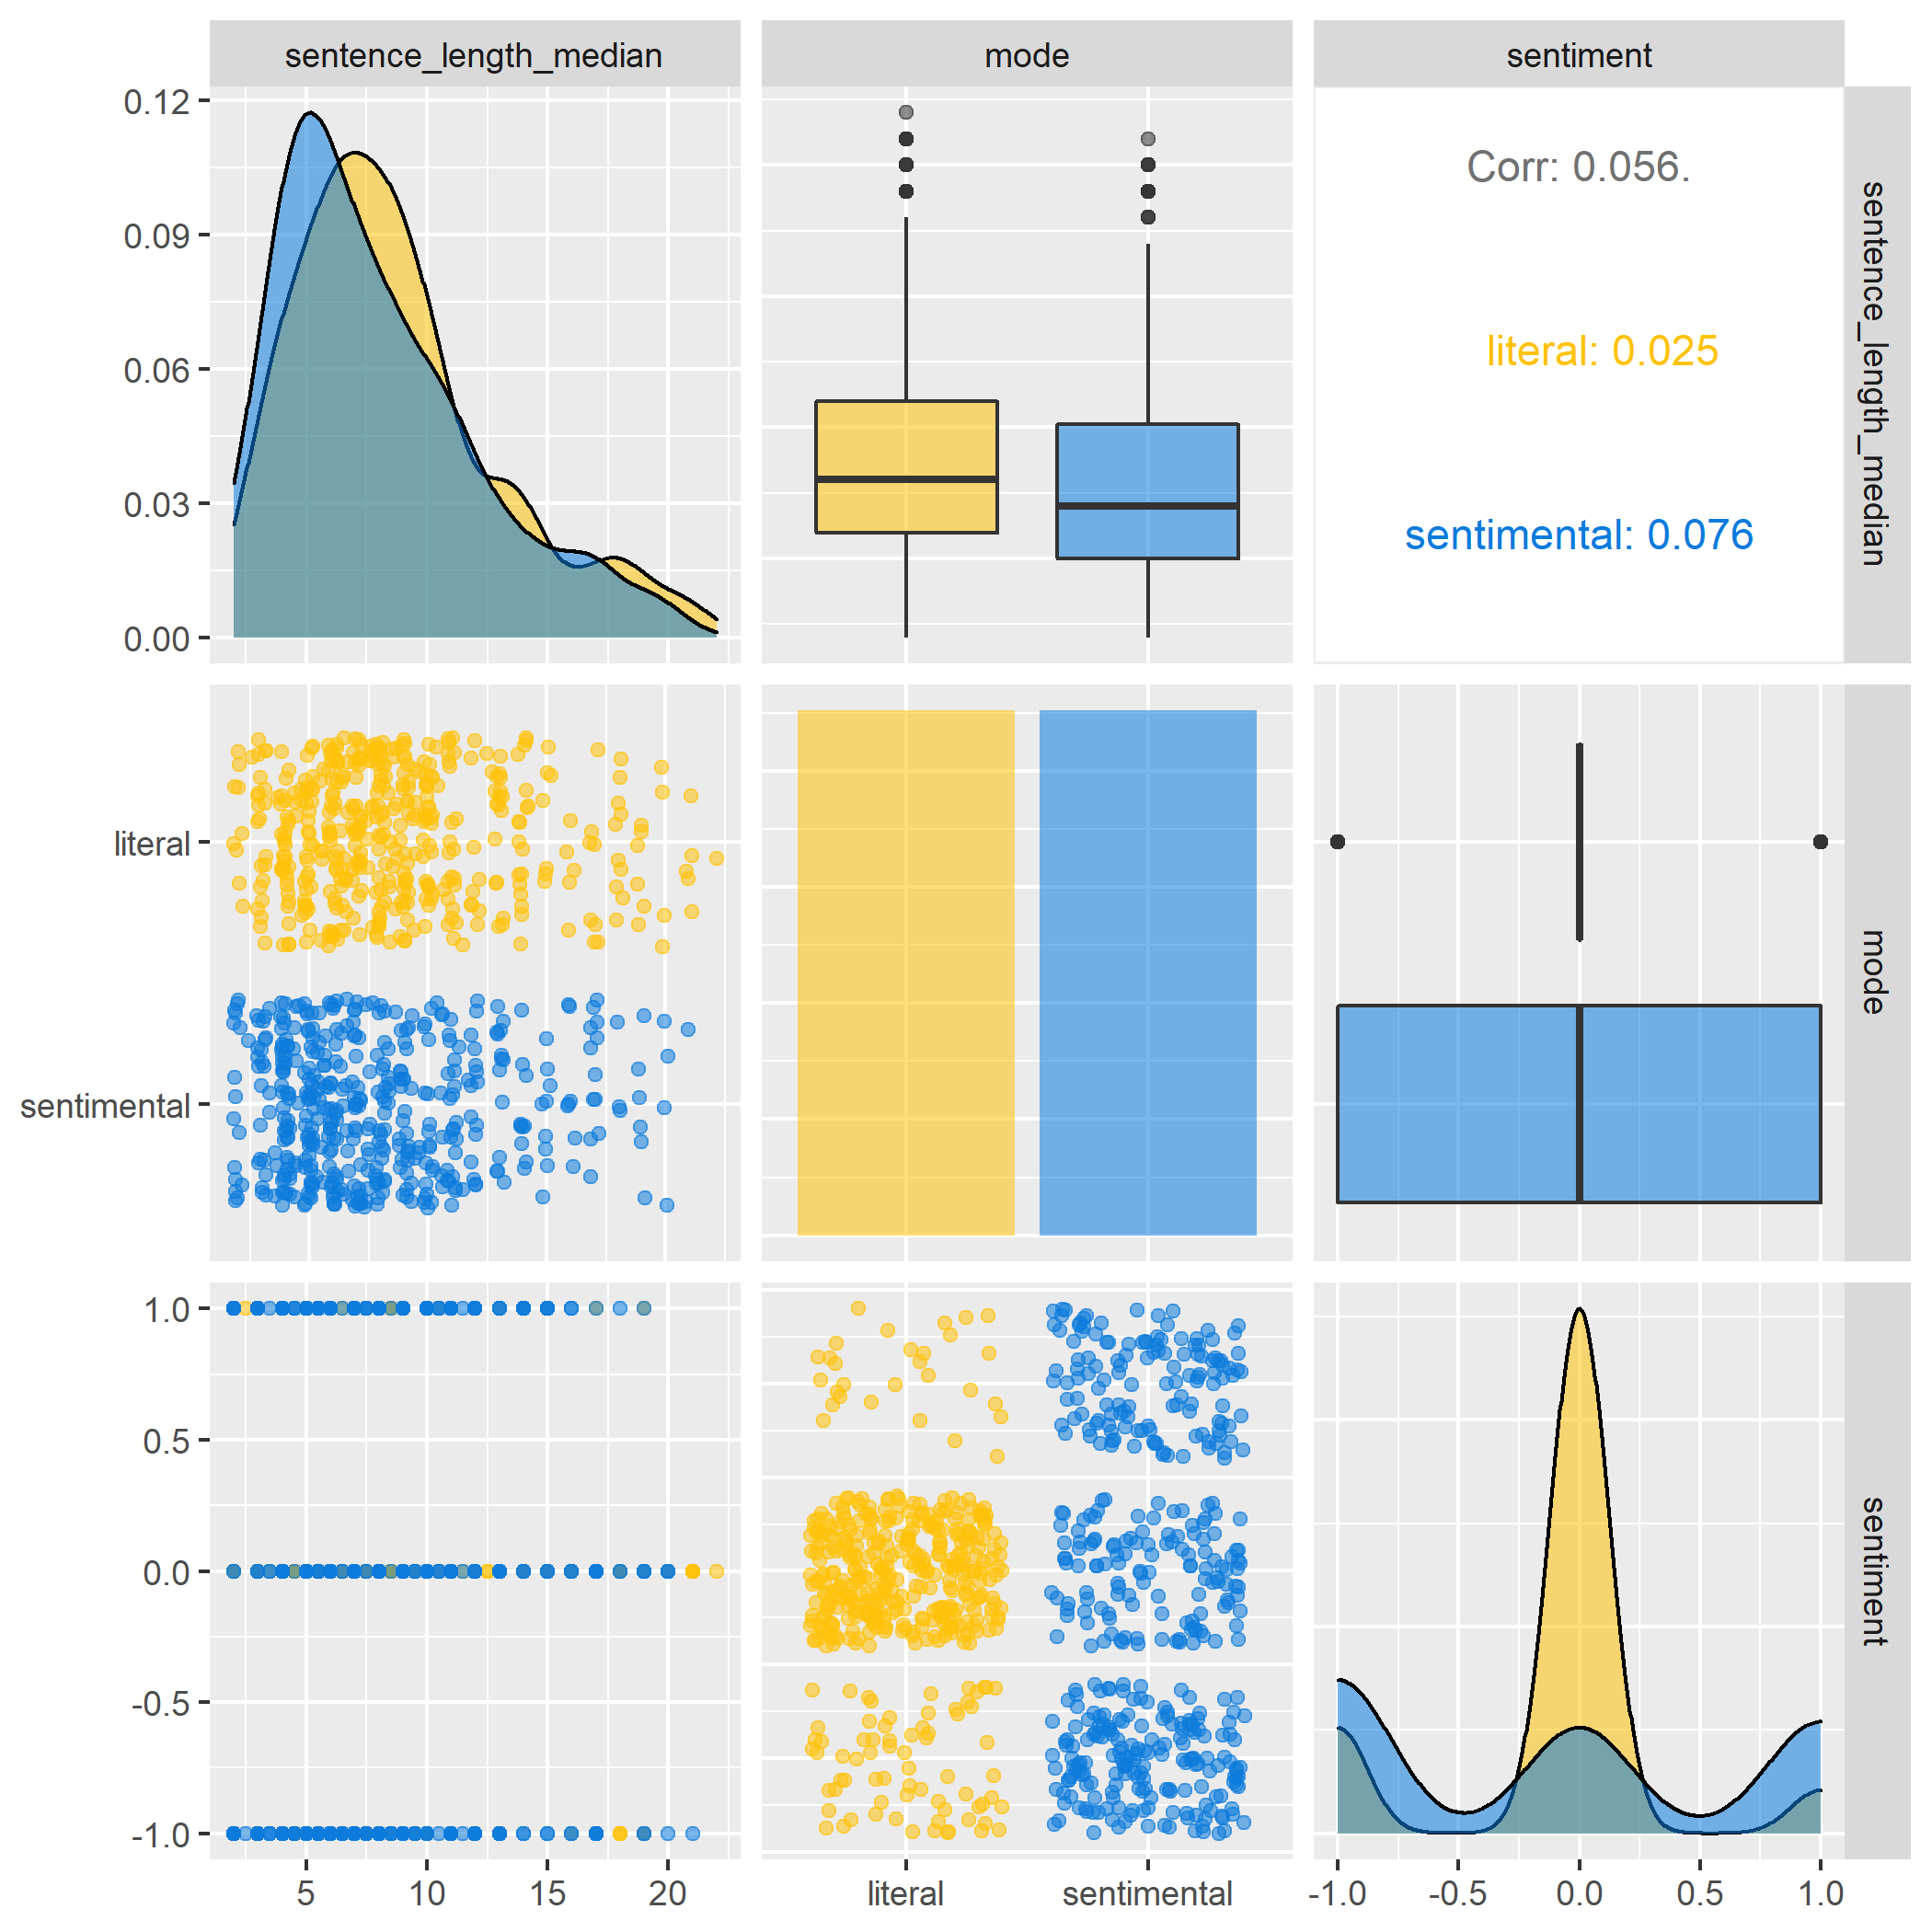 sentence_length_median
mode
sentiment
0.12
0.09
0.06
0.03
0.00
Corr: 0.056.
literal: 0.025
sentimental: 0.076
sentence_length_median
literal
sentimental
mode
1.0
0.5
0.0
-0.5
-1.0
sentiment
5 10 15 20
literal sentimental
-1.0 -0.5 0.0 0.5 1.0